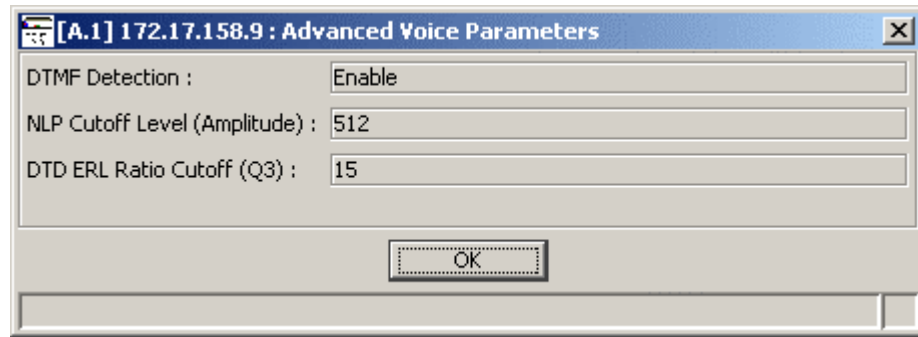 [A.1] 172.17.158.9 : Advanced Voice Parameters
DTMF Detection : Enable
NLP Cutoff Level (Amplitude) : 512
DTD ERL Ratio Cutoff (Q3) : 15
OK